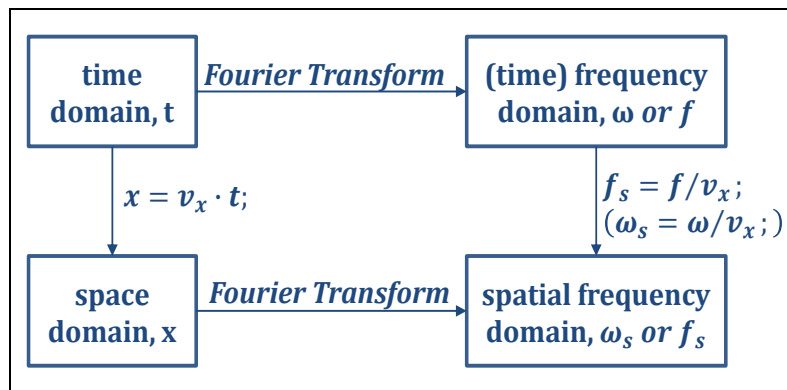 time
domain, t
Fourier Transform
(time) frequency
domain, ω or f
x = vₓ · t;
fₛ = f/vₓ;
(ωₛ = ω/vₓ;)
space
domain, x
Fourier Transform
spatial frequency
domain, ωₛ or fₛ